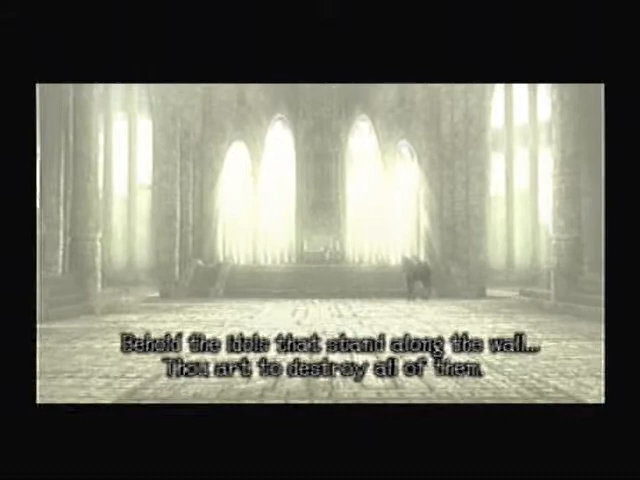 Behold the idols that stand along the wall...
Thou art to destroy all of them.